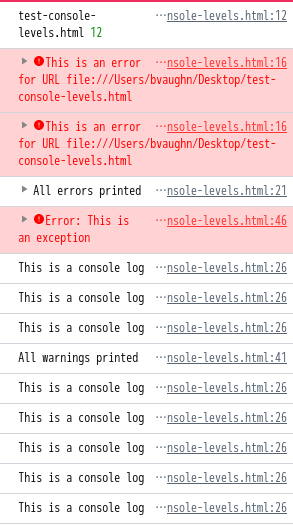 test-console- …nsole-levels.html:12
levels.html 12
This is an error …nsole-levels.html:16
for URL file:///Users/bvaughn/Desktop/test-
console-levels.html
This is an error …nsole-levels.html:16
for URL file:///Users/bvaughn/Desktop/test-
console-levels.html
All errors printed …nsole-levels.html:21
Error: This is …nsole-levels.html:46
an exception
This is a console log …nsole-levels.html:26
This is a console log …nsole-levels.html:26
This is a console log …nsole-levels.html:26
All warnings printed …nsole-levels.html:41
This is a console log …nsole-levels.html:26
This is a console log …nsole-levels.html:26
This is a console log …nsole-levels.html:26
This is a console log …nsole-levels.html:26
This is a console log …nsole-levels.html:26